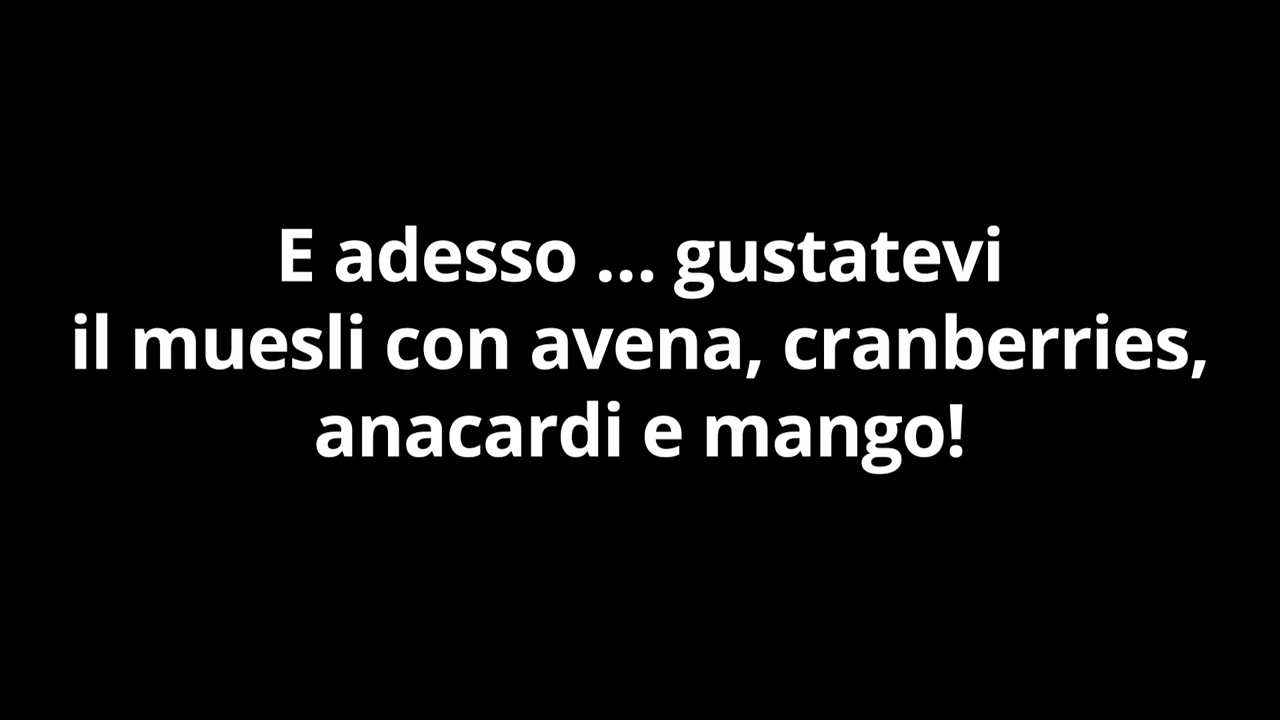 E adesso ... gustatevi
il muesli con avena, cranberries,
anacardi e mango!